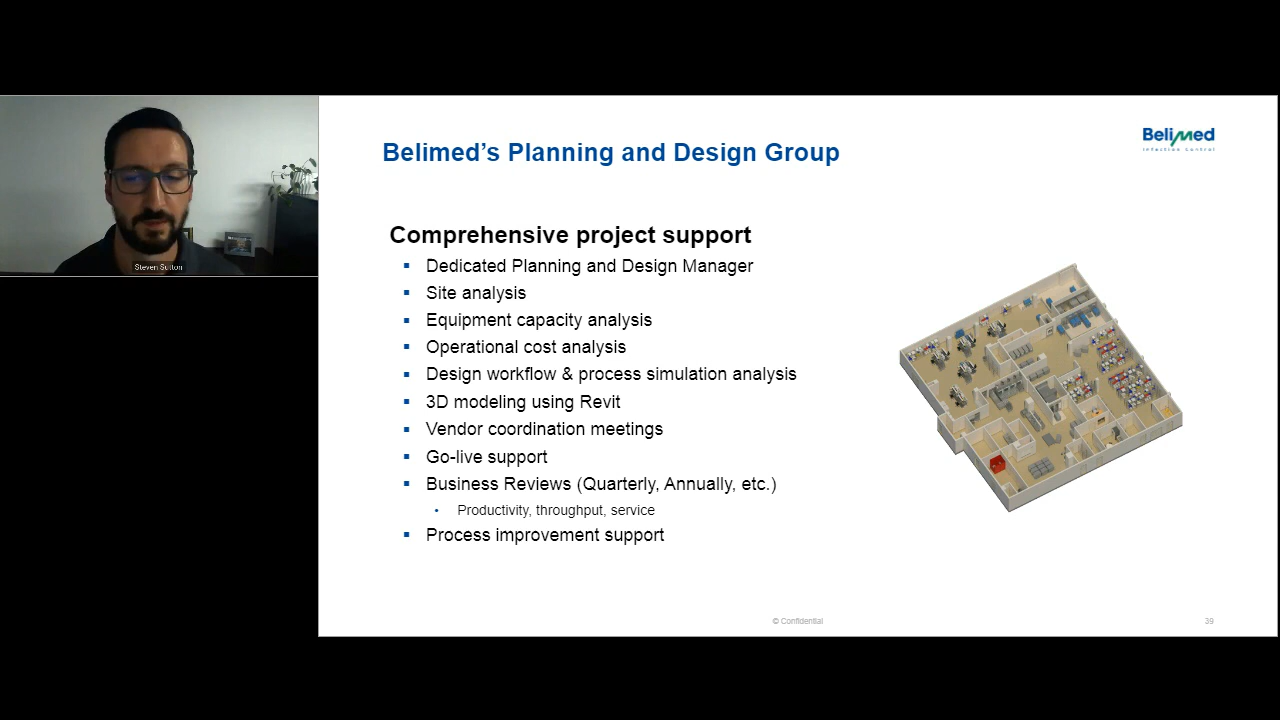 Belimed's Planning and Design Group
Belimed
Infection Control
Comprehensive project support
▪ Dedicated Planning and Design Manager
▪ Site analysis
▪ Equipment capacity analysis
▪ Operational cost analysis
▪ Design workflow & process simulation analysis
▪ 3D modeling using Revit
▪ Vendor coordination meetings
▪ Go-live support
▪ Business Reviews (Quarterly, Annually, etc.)
• Productivity, throughput, service
▪ Process improvement support
Steven Sutton
© Confidential
39